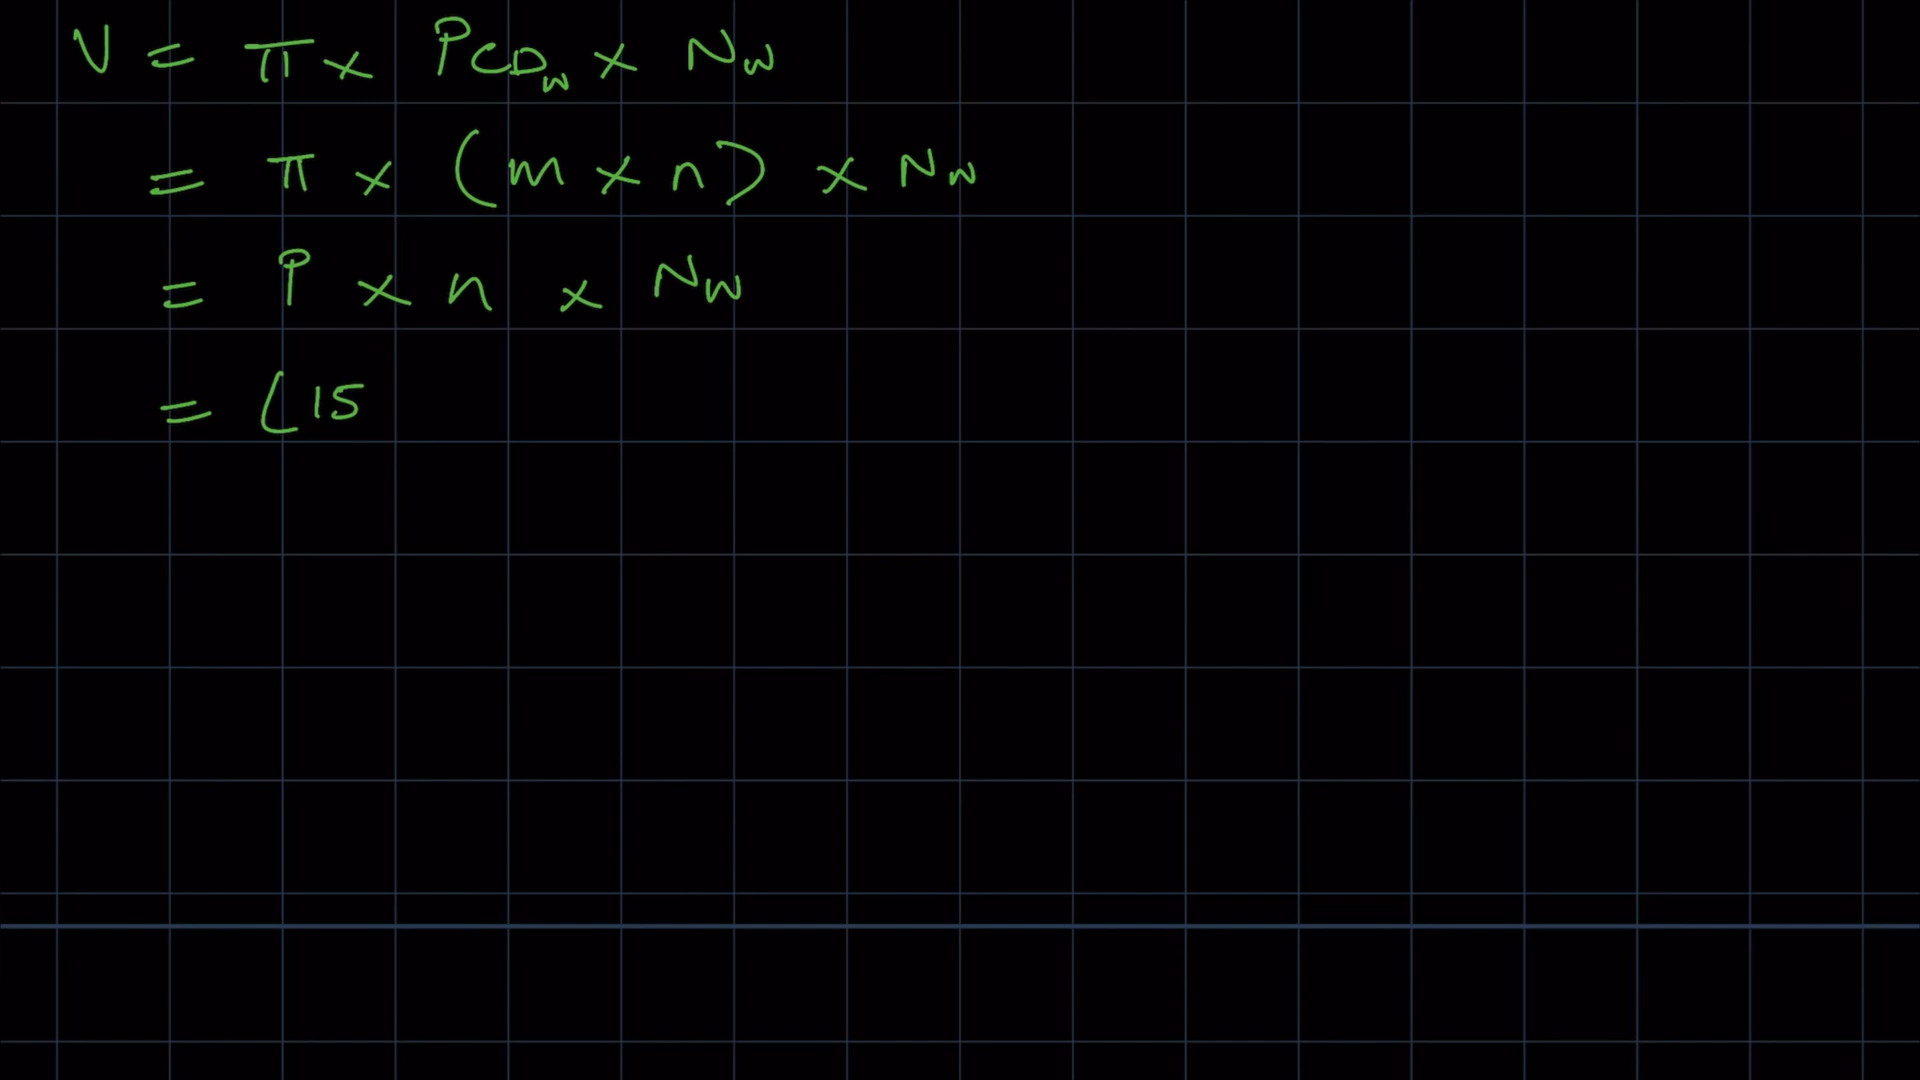 V = π × PCD_w × N_w
= π × (m × n) × N_w
= P × n × N_w
= (15